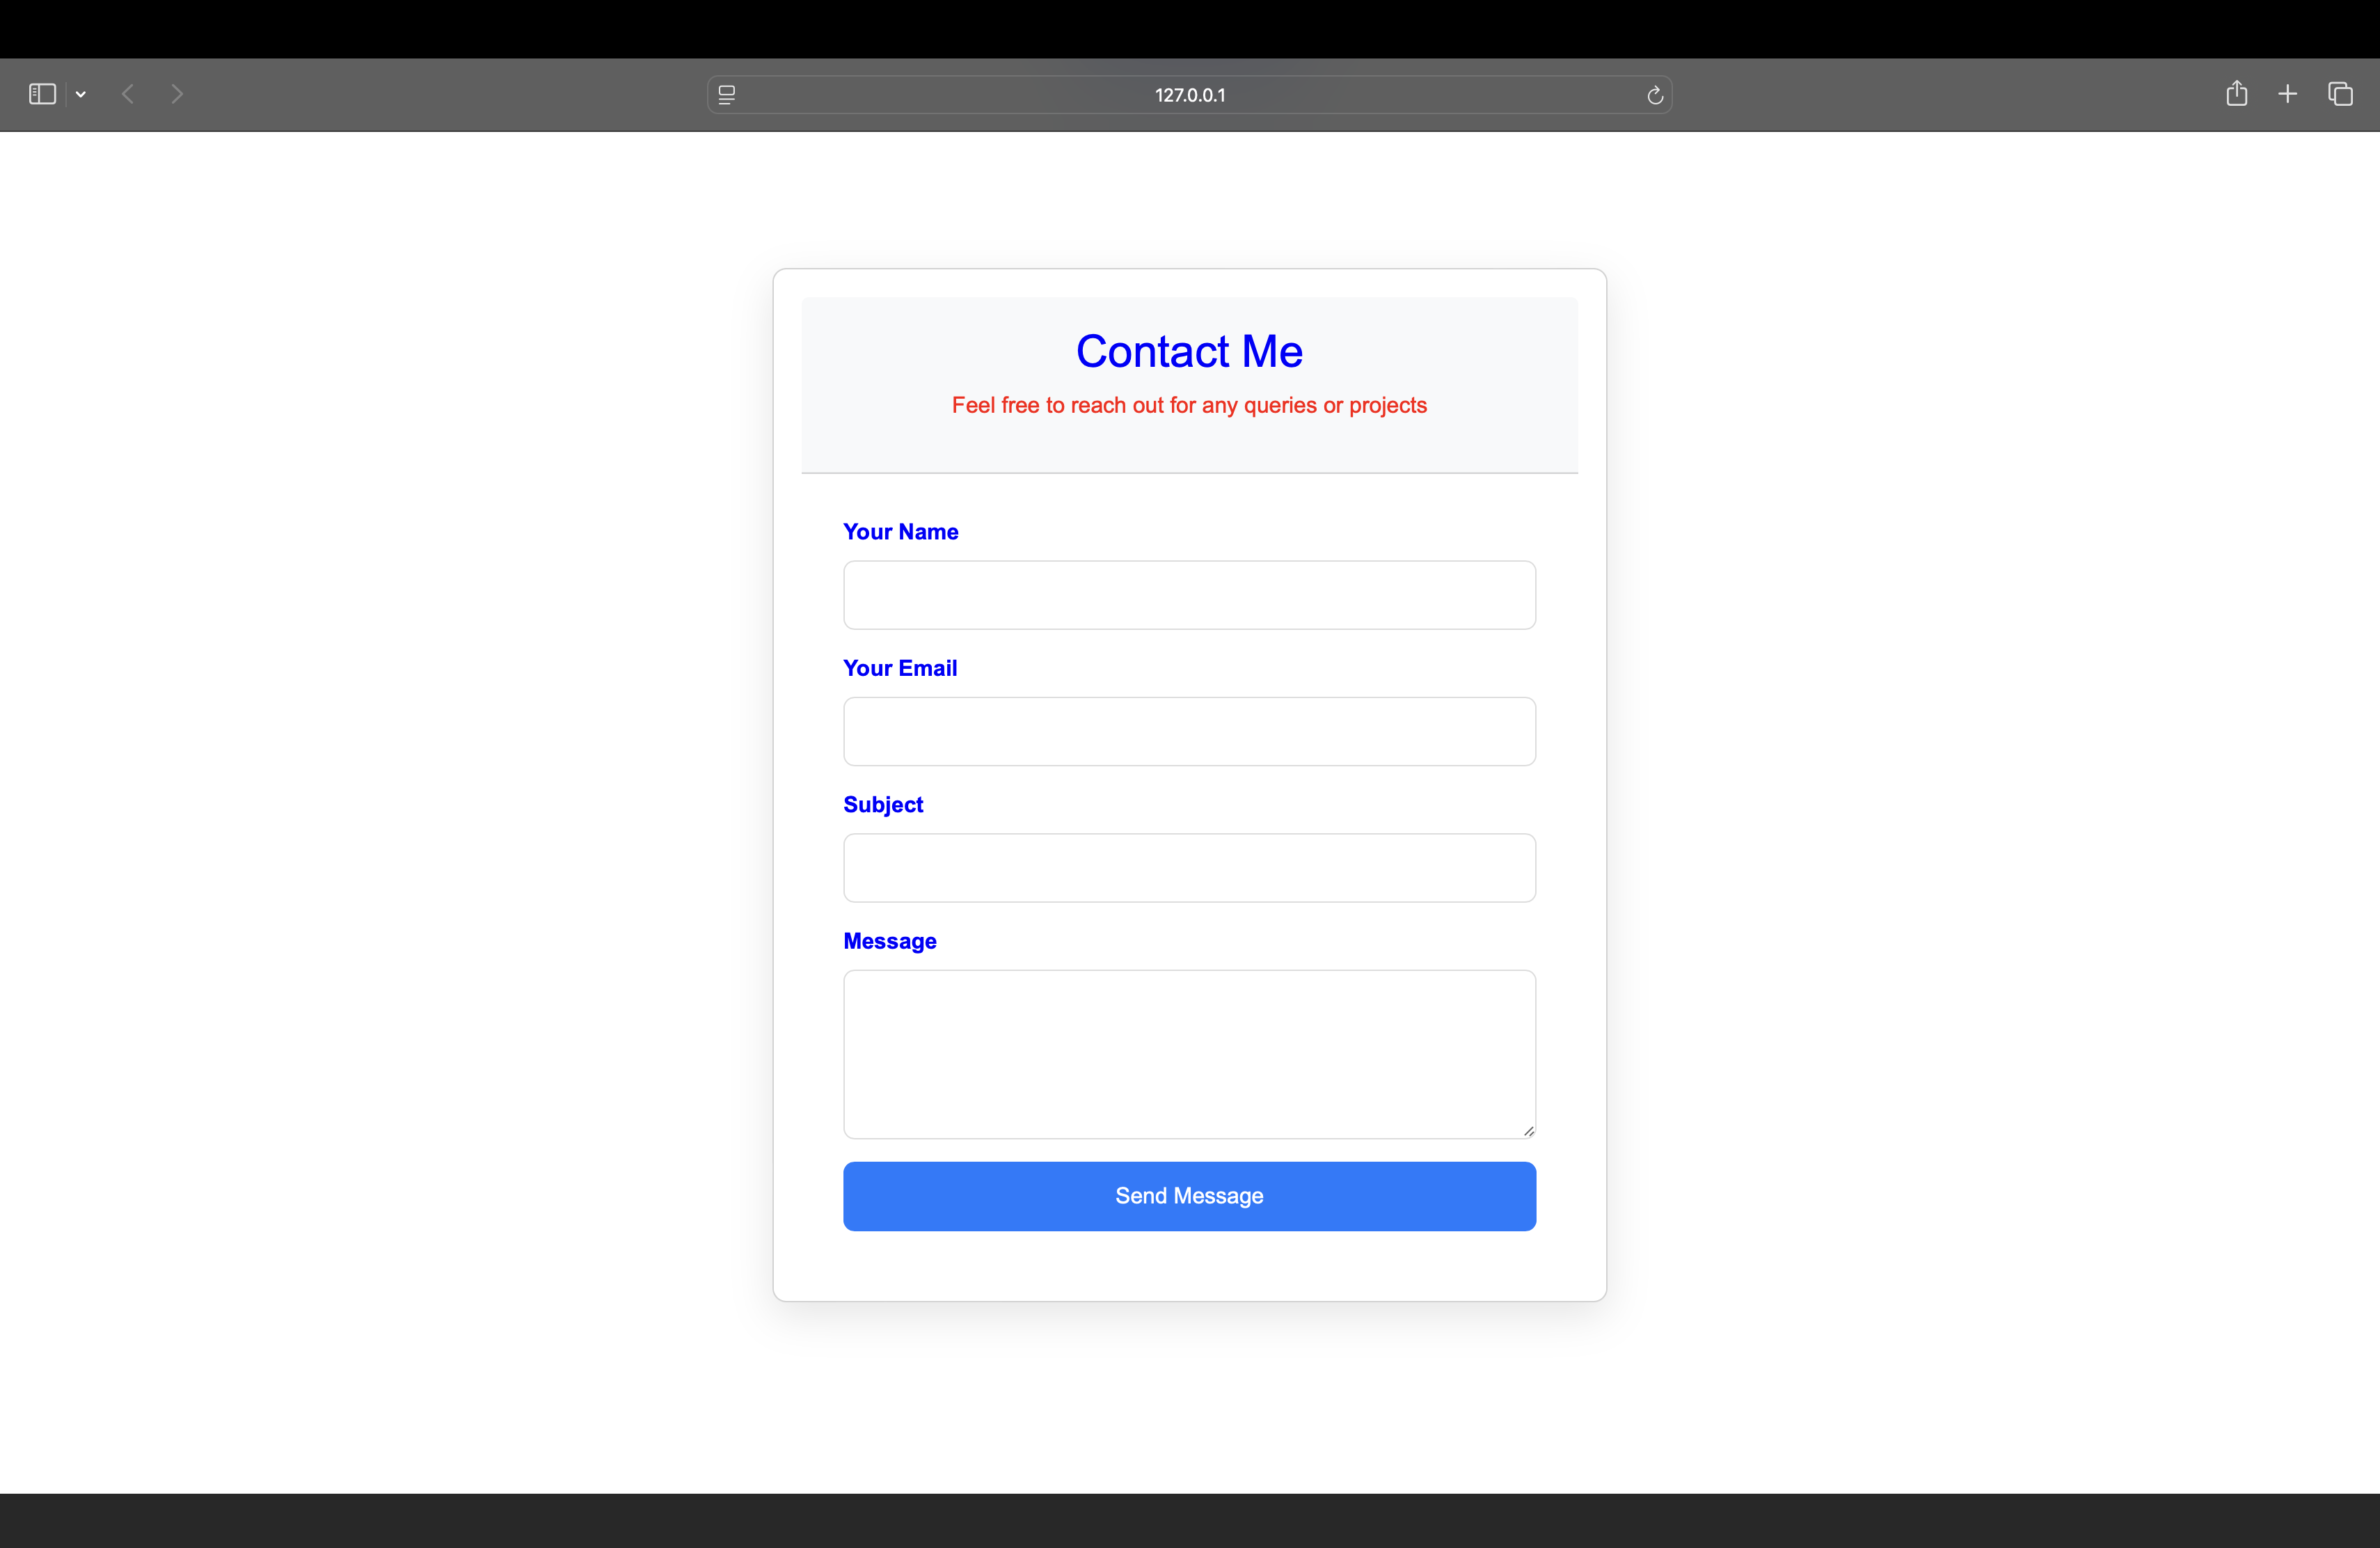 127.0.0.1
Contact Me
Feel free to reach out for any queries or projects
Your Name
Your Email
Subject
Message
Send Message